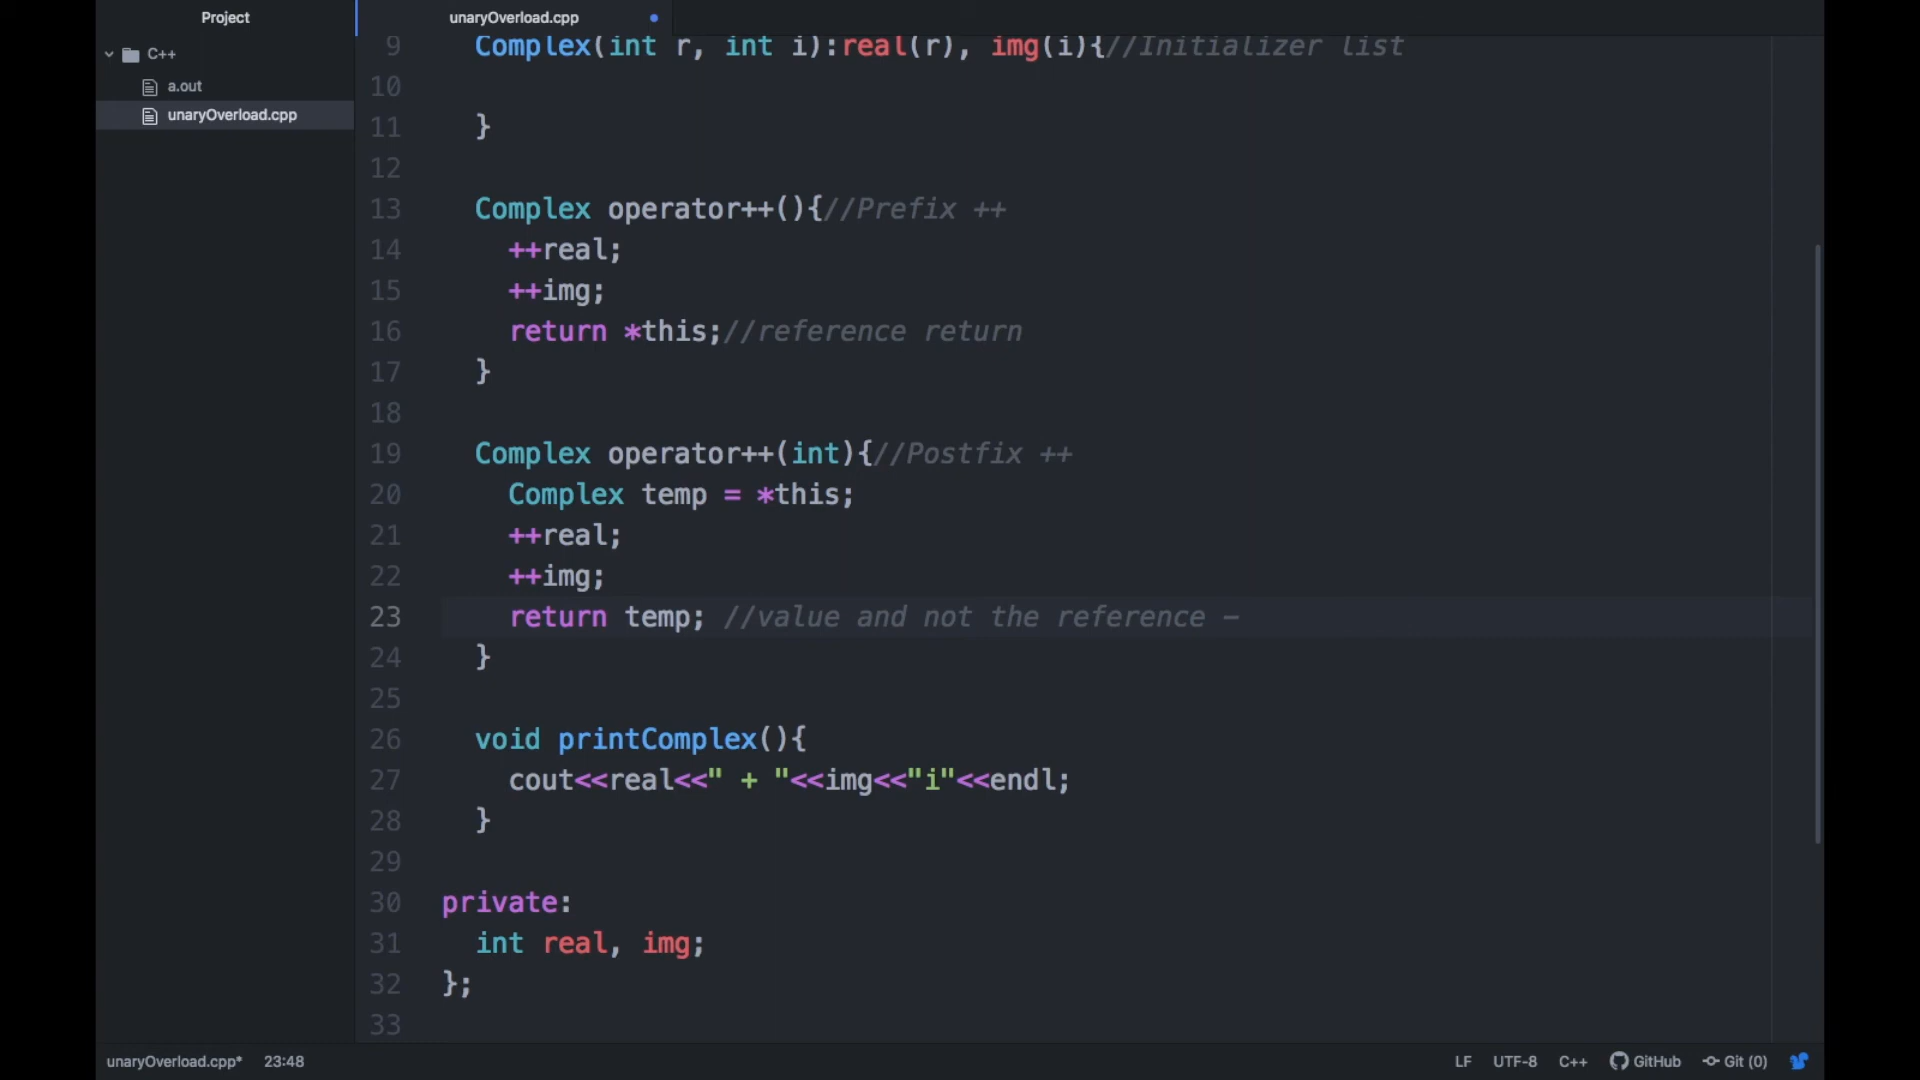 Project
unaryOverload.cpp
C++
a.out
unaryOverload.cpp
9 Complex(int r, int i):real(r), img(i){//Initializer list
10
11 }
12
13 Complex operator++(){//Prefix ++
14 ++real;
15 ++img;
16 return *this;//reference return
17 }
18
19 Complex operator++(int){//Postfix ++
20 Complex temp = *this;
21 ++real;
22 ++img;
23 return temp; //value and not the reference -
24 }
25
26 void printComplex(){
27 cout<<real<<" + "<<img<<"i"<<endl;
28 }
29
30 private:
31 int real, img;
32 };
33
unaryOverload.cpp* 23:48 LF UTF-8 C++ GitHub Git (0)